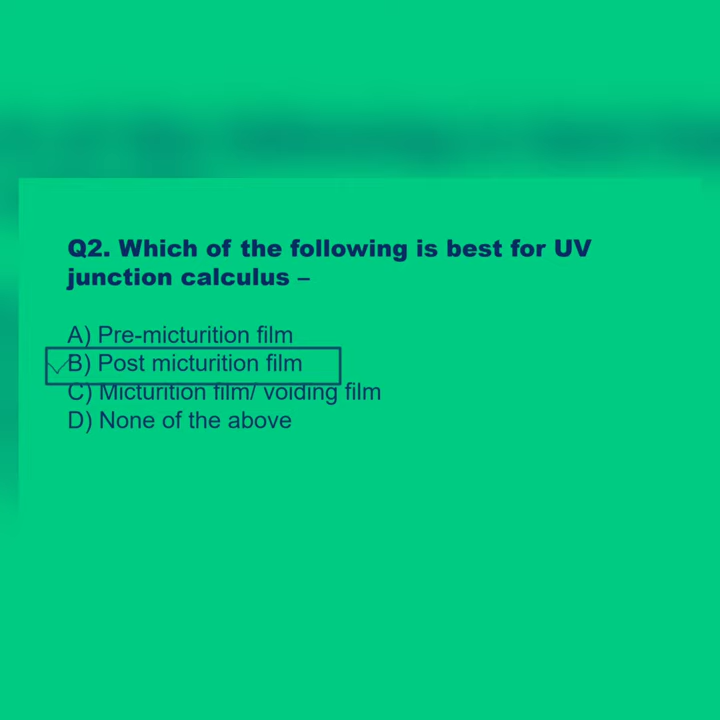 Q2. Which of the following is best for UV
junction calculus –
A) Pre-micturition film
B) Post micturition film
C) Micturition film/ voiding film
D) None of the above